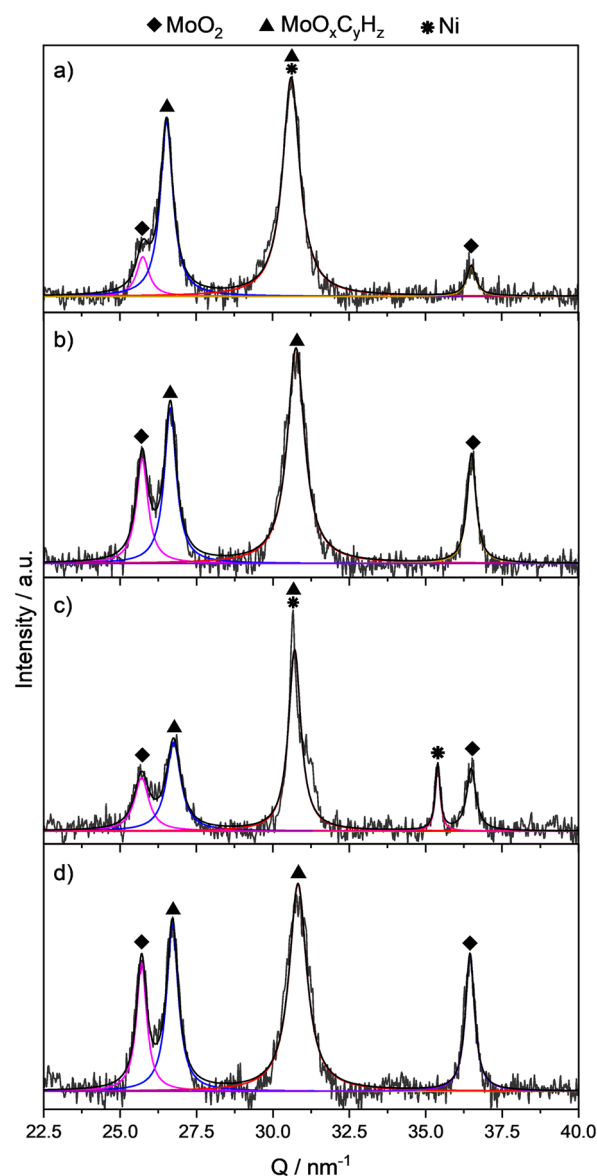 ◆ MoO₂ ▲ MoOₓCᵧH_z ✱ Ni
a)
b)
c)
d)
Intensity / a.u.
22.5 25.0 27.5 30.0 32.5 35.0 37.5 40.0
Q / nm⁻¹